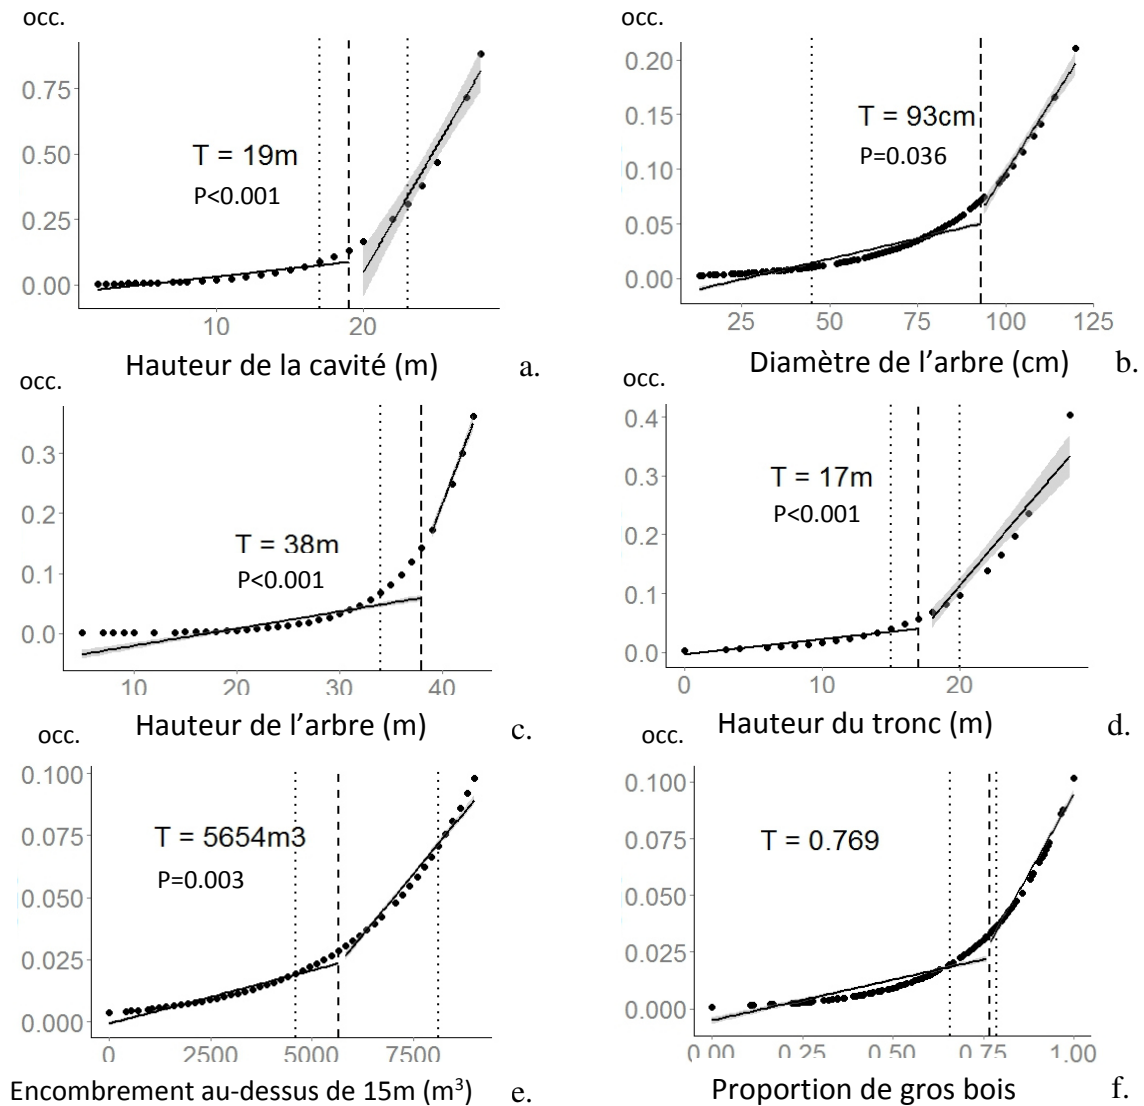 occ.
0.75
0.50
0.25
0.00
T = 19m
P<0.001
10 20
Hauteur de la cavité (m)
a.
occ.
0.20
0.15
0.10
0.05
0.00
T = 93cm
P=0.036
25 50 75 100 125
Diamètre de l’arbre (cm)
b.
occ.
0.3
0.2
0.1
0.0
T = 38m
P<0.001
10 20 30 40
Hauteur de l’arbre (m)
c.
occ.
0.4
0.3
0.2
0.1
0.0
T = 17m
P<0.001
0 10 20
Hauteur du tronc (m)
d.
occ.
0.100
0.075
0.050
0.025
0.000
T = 5654m3
P=0.003
0 2500 5000 7500
Encombrement au-dessus de 15m (m³)
e.
occ.
0.100
0.075
0.050
0.025
0.000
T = 0.769
0.00 0.25 0.50 0.75 1.00
Proportion de gros bois
f.